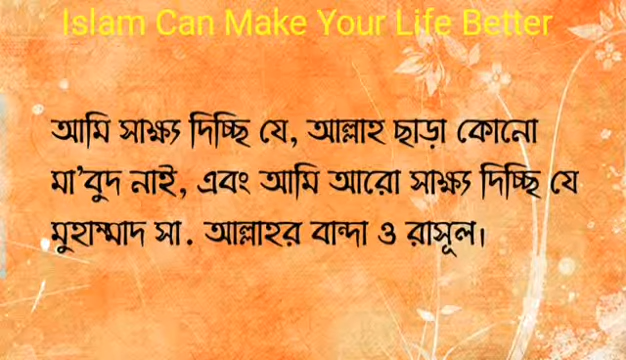 Islam Can Make Your Life Better
আমি সাক্ষ্য দিচ্ছি যে, আল্লাহ ছাড়া কোনো
মা'বুদ নাই, এবং আমি আরো সাক্ষ্য দিচ্ছি যে
মুহাম্মাদ সা. আল্লাহর বান্দা ও রাসূল।